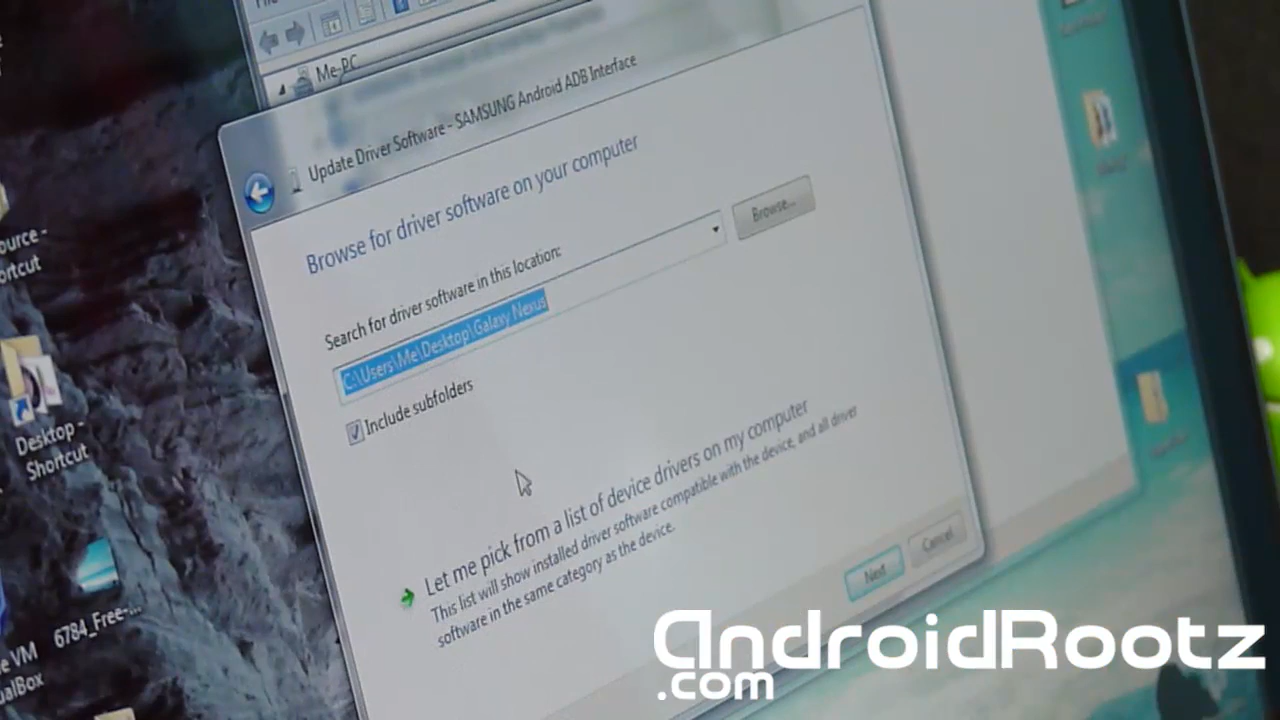 Me-PC
Update Driver Software - SAMSUNG Android ADB Interface
Browse for driver software on your computer
Search for driver software in this location:
C:\Users\Me\Desktop\Galaxy Nexus
Browse...
Include subfolders
Let me pick from a list of device drivers on my computer
This list will show installed driver software compatible with the device, and all driver
software in the same category as the device.
Next
Cancel
Desktop -
Shortcut
6784_Free-...
VM
AndroidRootz
.com